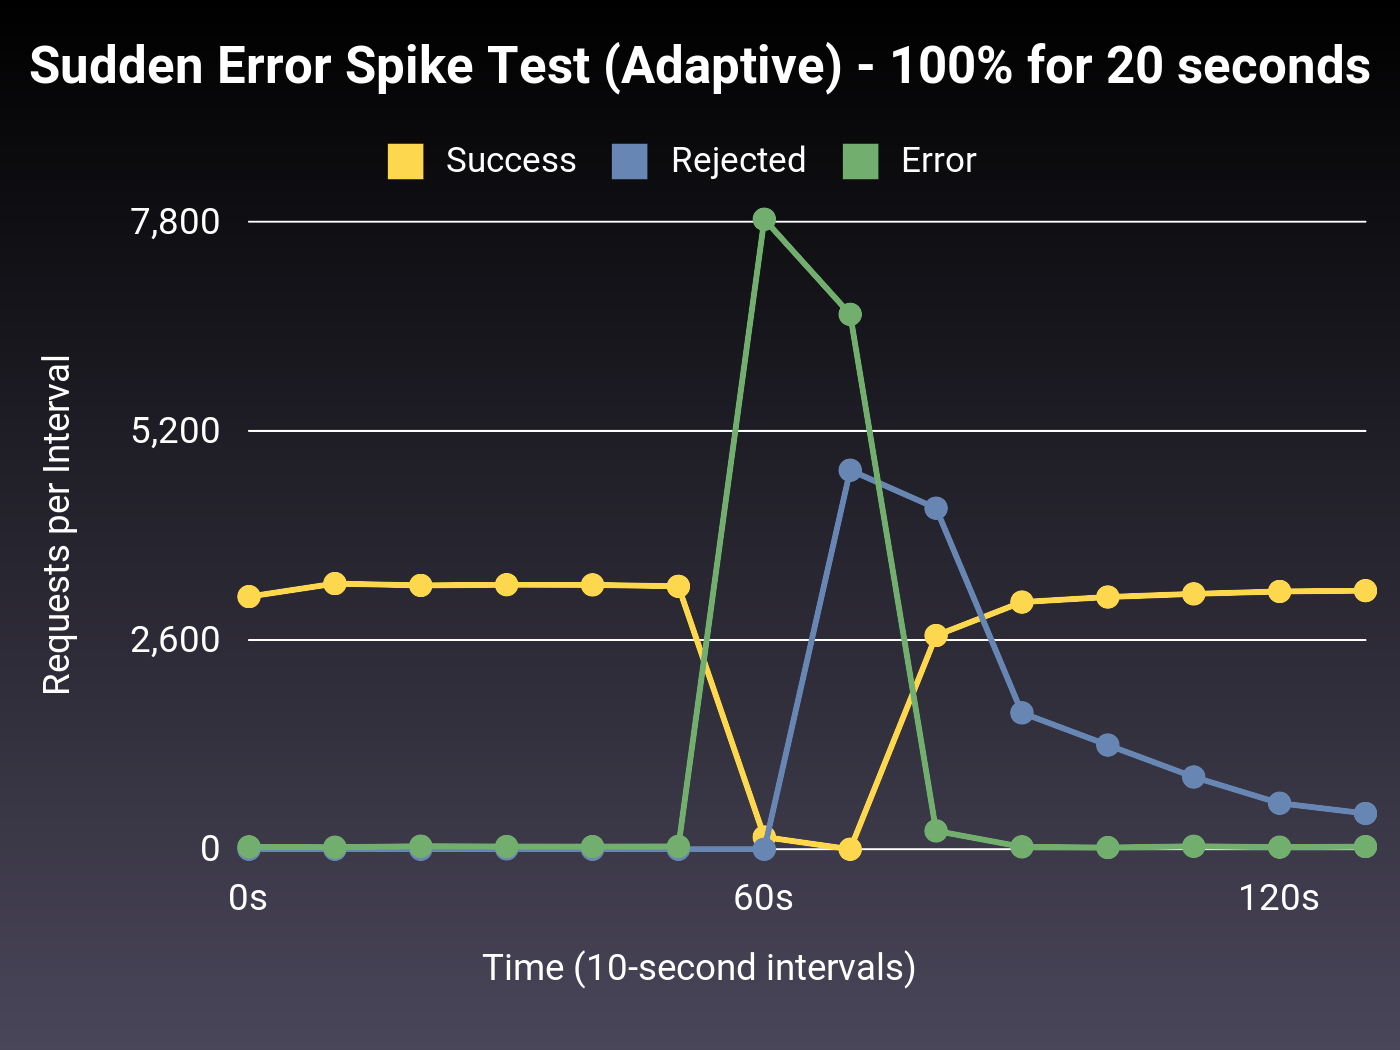 Sudden Error Spike Test (Adaptive) - 100% for 20 seconds
Success Rejected Error
7,800
5,200
2,600
0
Requests per Interval
0s 60s 120s
Time (10-second intervals)